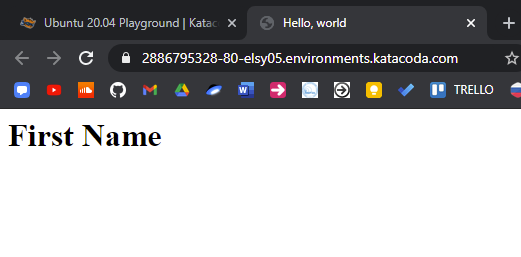 Ubuntu 20.04 Playground | Katac
Hello, world
2886795328-80-elsy05.environments.katacoda.com
TRELLO
First Name